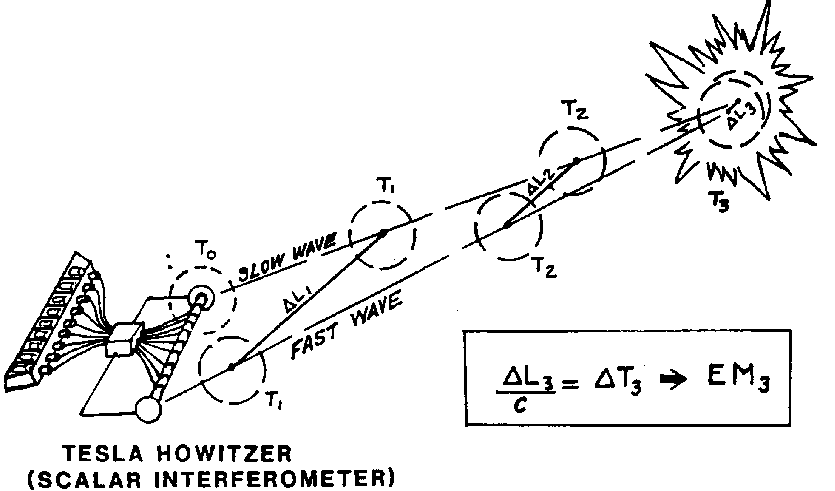 T₃
ΔL₃
T₂
ΔL₂
T₂
T₁
SLOW WAVE
T₀
ΔL₁
FAST WAVE
T₁
ΔL₃ = ΔT₃ ➡ EM₃
c
TESLA HOWITZER
(SCALAR INTERFEROMETER)